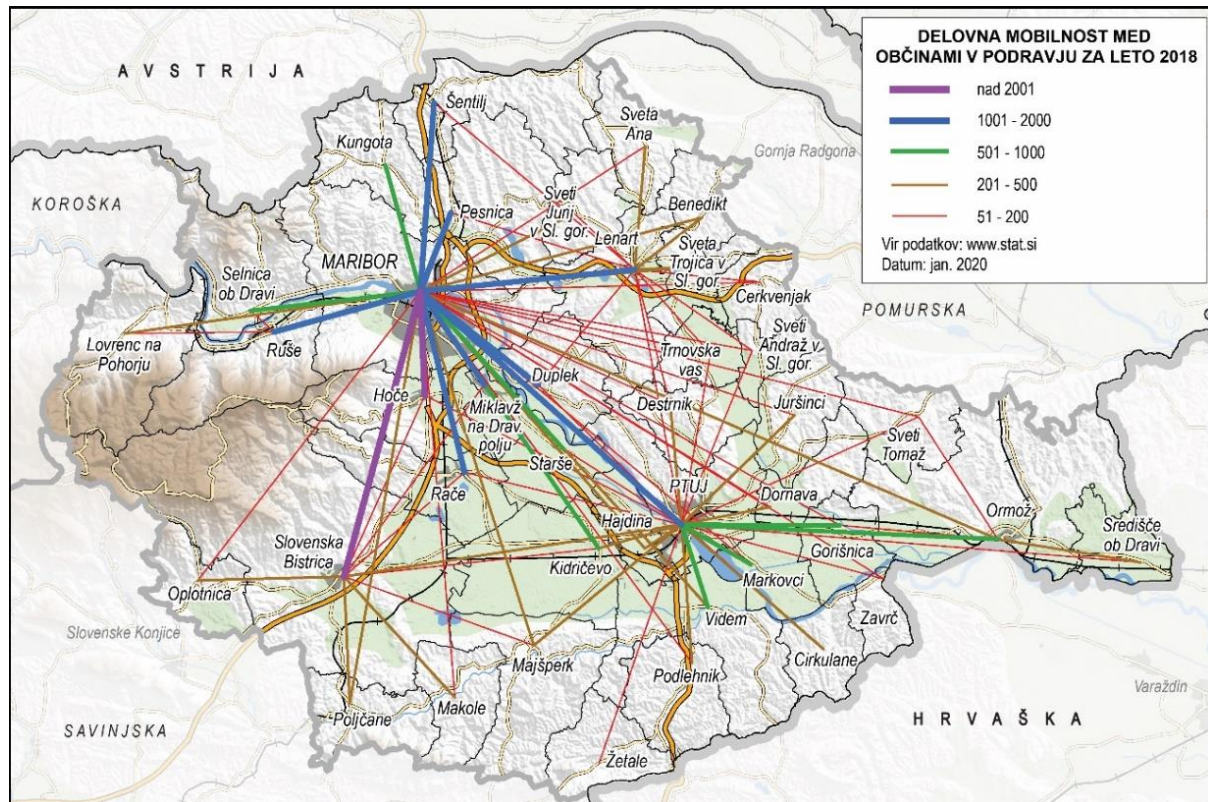 DELOVNA MOBILNOST MED
OBČINAMI V PODRAVJU ZA LETO 2018
nad 2001
1001 - 2000
501 - 1000
201 - 500
51 - 200
Vir podatkov: www.stat.si
Datum: jan. 2020
AVSTRIJA
Šentilj
Sveta
Ana
Kungota
Gornja Radgona
KOROŠKA
Pesnica
Sveti
Jurij
v Sl. gor.
Benedikt
Lenart
Sveta
Trojica v
Sl. gor.
MARIBOR
Selnica
ob Dravi
Cerkvenjak
POMURSKA
Lovrenc na
Pohorju
Ruše
Sveti
Andraž v
Sl. gor.
Trnovska
vas
Duplek
Hoče
Miklavž
na Drav.
polju
Destrnik
Juršinci
Sveti
Tomaž
Starše
Rače
PTUJ
Dornava
Hajdina
Ormož
Središče
ob Dravi
Slovenska
Bistrica
Gorišnica
Kidričevo
Markovci
Oplotnica
Videm
Zavrč
Slovenske Konjice
Cirkulane
Majšperk
Podlehnik
Varaždin
Poljčane
Makole
SAVINJSKA
HRVAŠKA
Žetale